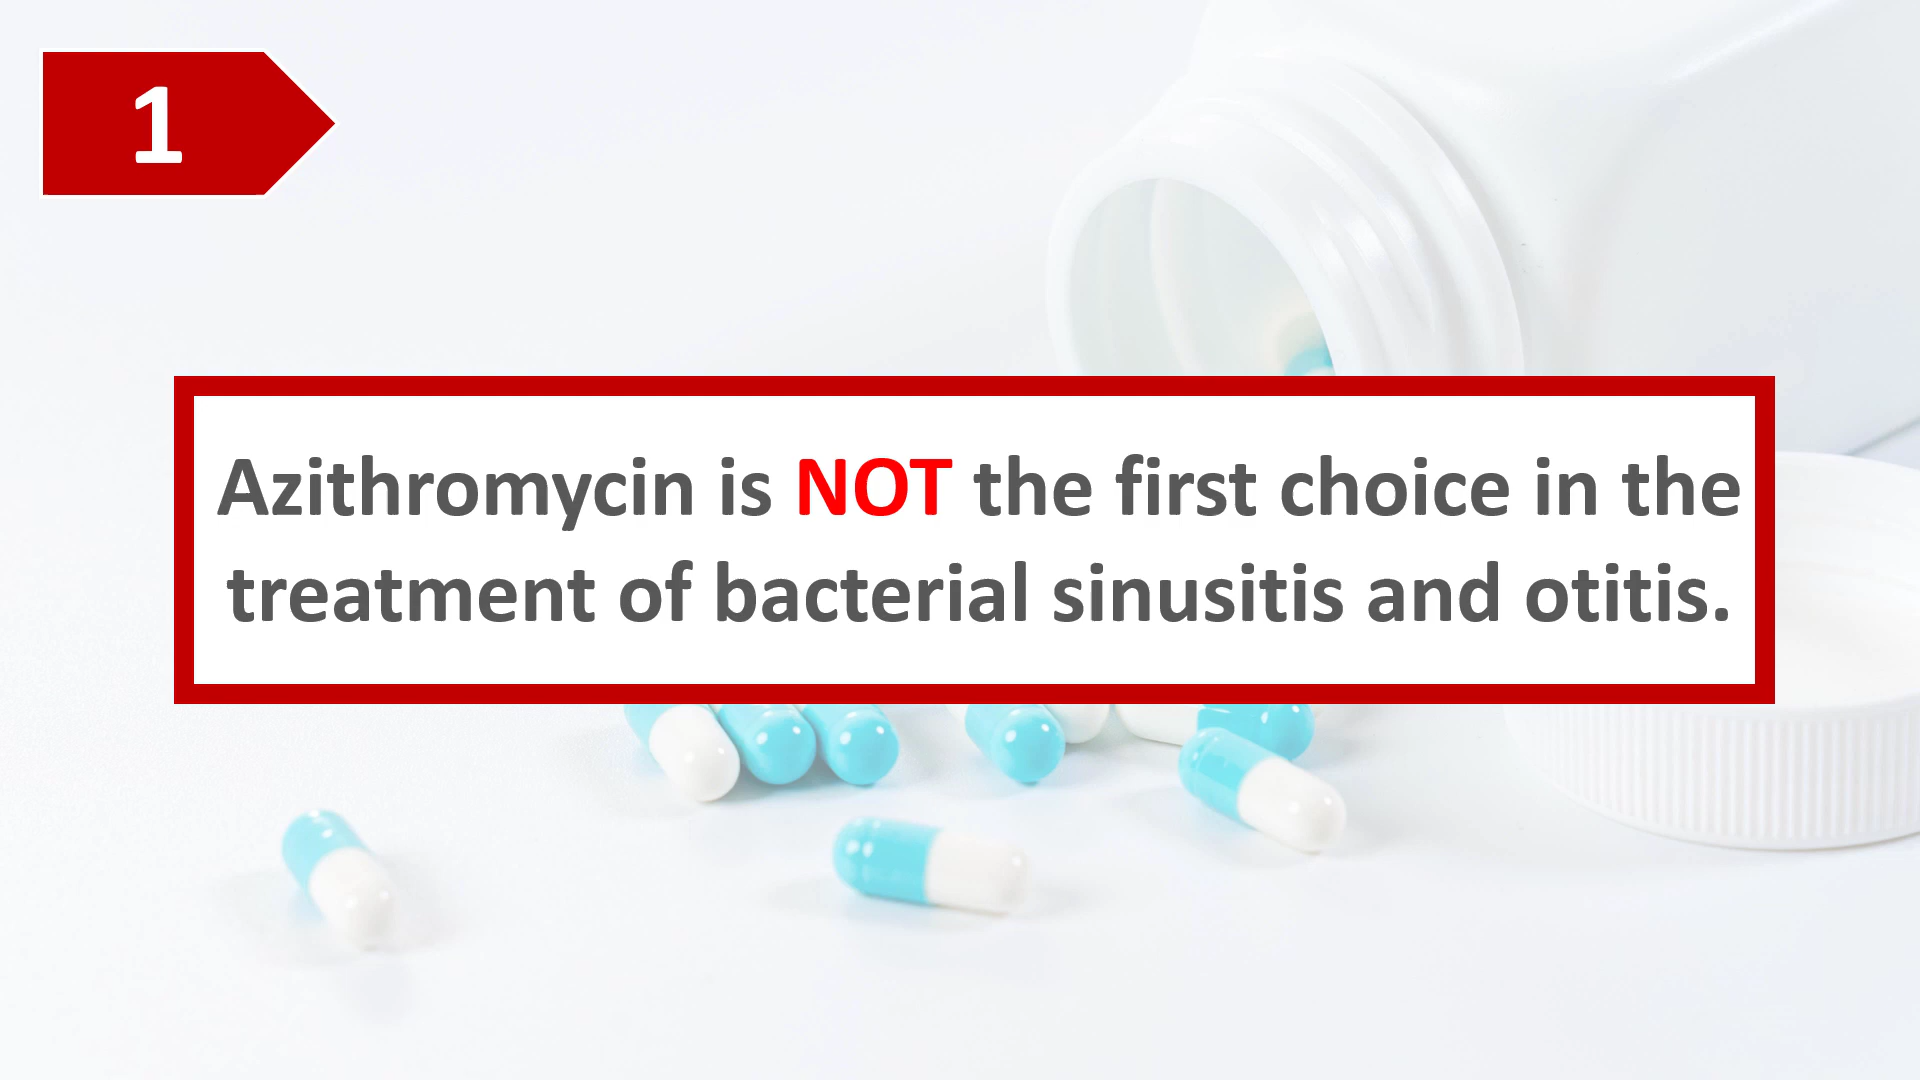 1
Azithromycin is NOT the first choice in the
treatment of bacterial sinusitis and otitis.